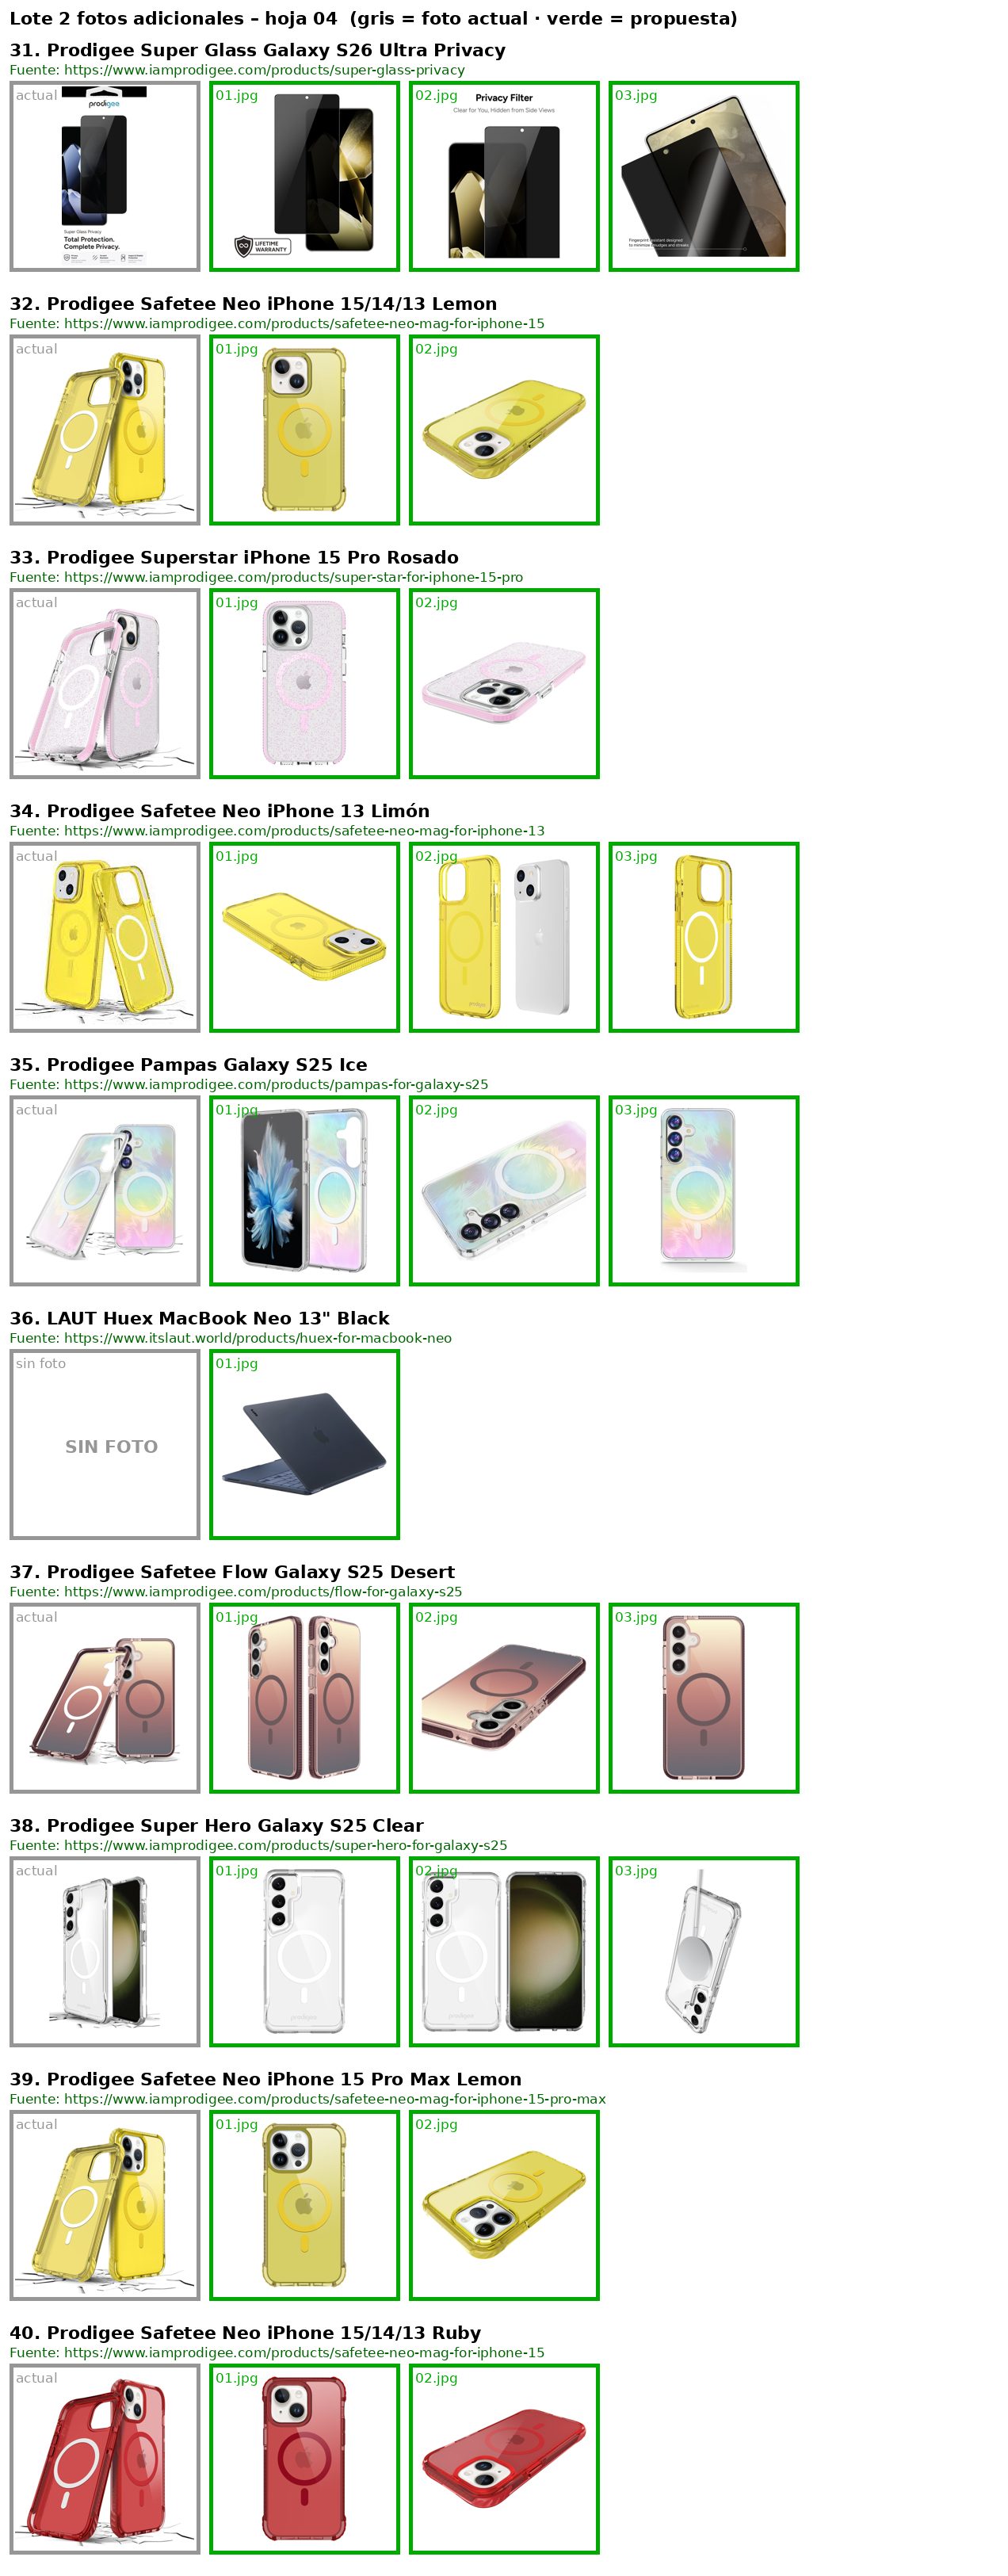 Lote 2 fotos adicionales – hoja 04  (gris = foto actual · verde = propuesta)
31. Prodigee Super Glass Galaxy S26 Ultra Privacy
Fuente: https://www.iamprodigee.com/products/super-glass-privacy
actual
prodigee
Super Glass Privacy
Total Protection.
Complete Privacy.
01.jpg
LIFETIME
WARRANTY
02.jpg
Privacy Filter
Clear for You, Hidden from Side Views
03.jpg
Fingerprint resistant designed
to minimize smudges and streaks
32. Prodigee Safetee Neo iPhone 15/14/13 Lemon
Fuente: https://www.iamprodigee.com/products/safetee-neo-mag-for-iphone-15
actual
01.jpg
02.jpg
33. Prodigee Superstar iPhone 15 Pro Rosado
Fuente: https://www.iamprodigee.com/products/super-star-for-iphone-15-pro
actual
01.jpg
02.jpg
34. Prodigee Safetee Neo iPhone 13 Limón
Fuente: https://www.iamprodigee.com/products/safetee-neo-mag-for-iphone-13
actual
01.jpg
02.jpg
prodigee
03.jpg
35. Prodigee Pampas Galaxy S25 Ice
Fuente: https://www.iamprodigee.com/products/pampas-for-galaxy-s25
actual
01.jpg
02.jpg
03.jpg
36. LAUT Huex MacBook Neo 13" Black
Fuente: https://www.itslaut.world/products/huex-for-macbook-neo
sin foto
SIN FOTO
01.jpg
37. Prodigee Safetee Flow Galaxy S25 Desert
Fuente: https://www.iamprodigee.com/products/flow-for-galaxy-s25
actual
01.jpg
02.jpg
03.jpg
38. Prodigee Super Hero Galaxy S25 Clear
Fuente: https://www.iamprodigee.com/products/super-hero-for-galaxy-s25
actual
01.jpg
prodigee
02.jpg
03.jpg
39. Prodigee Safetee Neo iPhone 15 Pro Max Lemon
Fuente: https://www.iamprodigee.com/products/safetee-neo-mag-for-iphone-15-pro-max
actual
01.jpg
02.jpg
40. Prodigee Safetee Neo iPhone 15/14/13 Ruby
Fuente: https://www.iamprodigee.com/products/safetee-neo-mag-for-iphone-15
actual
01.jpg
02.jpg